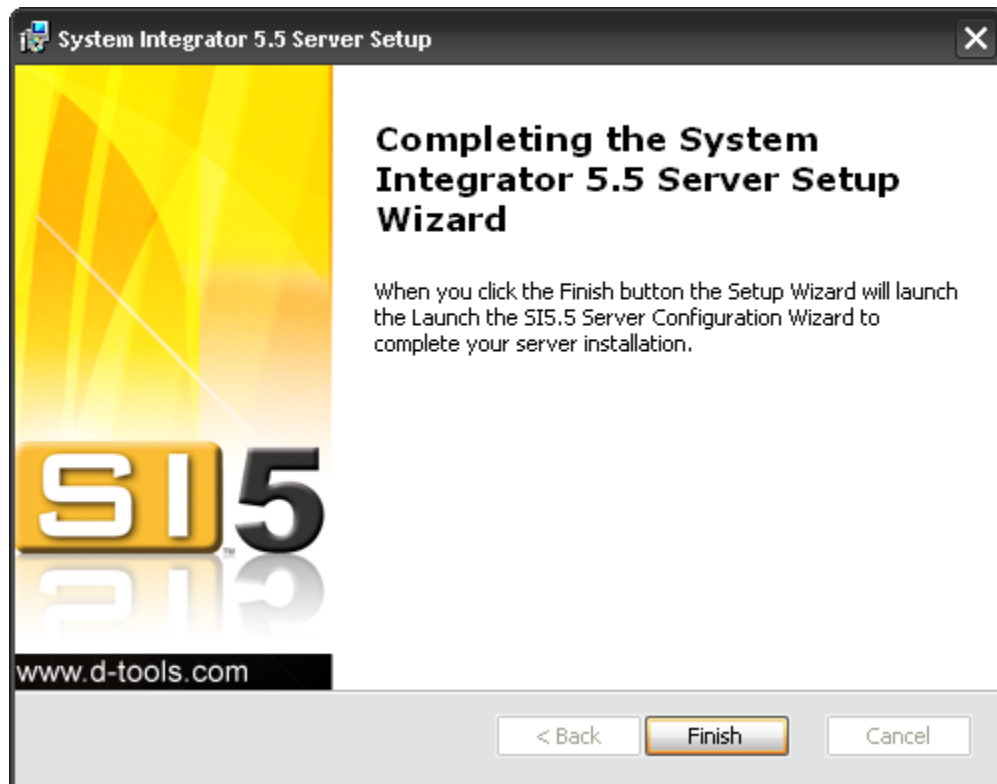 System Integrator 5.5 Server Setup
Completing the System
Integrator 5.5 Server Setup
Wizard
When you click the Finish button the Setup Wizard will launch
the Launch the SI5.5 Server Configuration Wizard to
complete your server installation.
SI5
TM
www.d-tools.com
< Back
Finish
Cancel